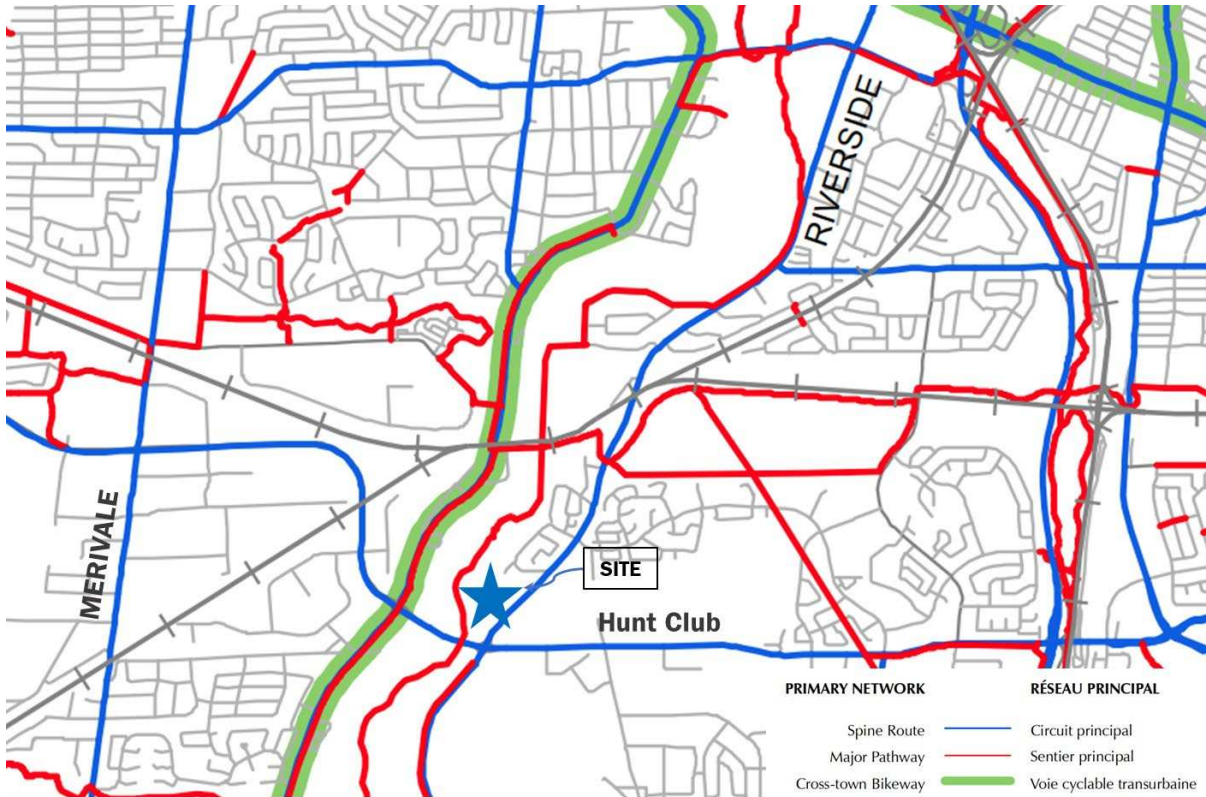 RIVERSIDE
MERIVALE
SITE
Hunt Club
PRIMARY NETWORK RÉSEAU PRINCIPAL
Spine Route Circuit principal
Major Pathway Sentier principal
Cross-town Bikeway Voie cyclable transurbaine